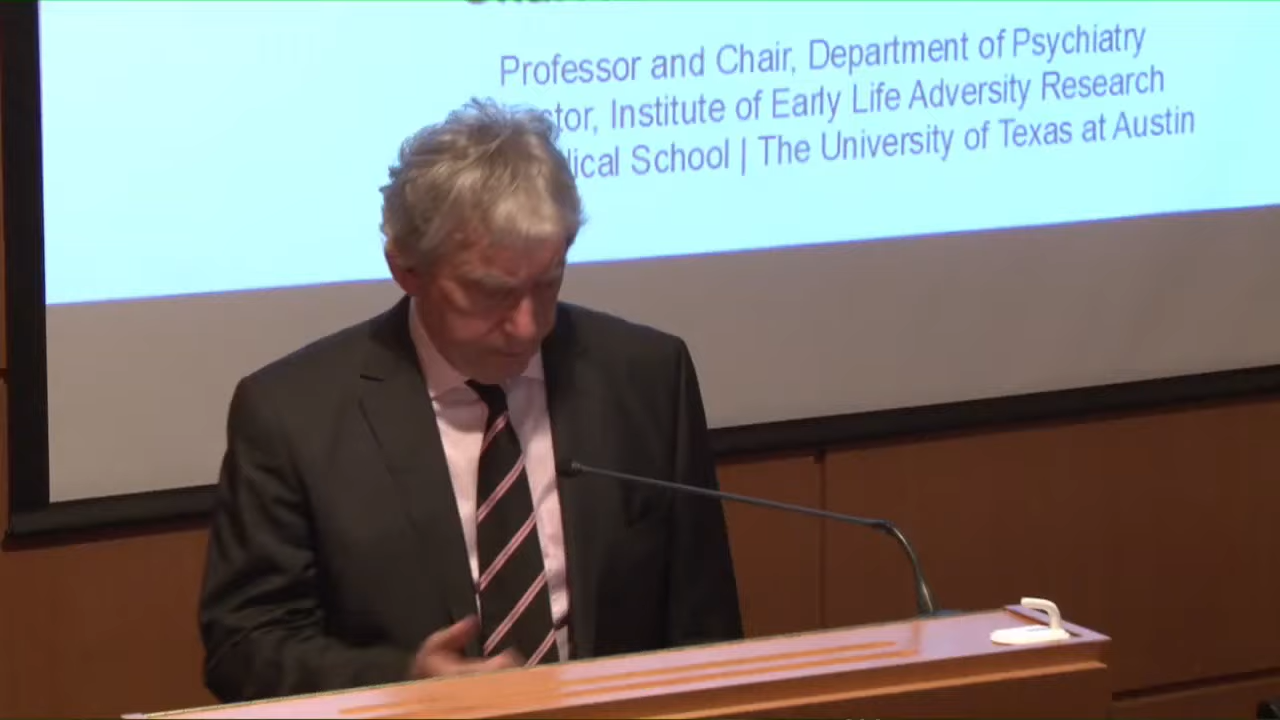 Professor and Chair, Department of Psychiatry
Institute of Early Life Adversity Research
School | The University of Texas at Austin